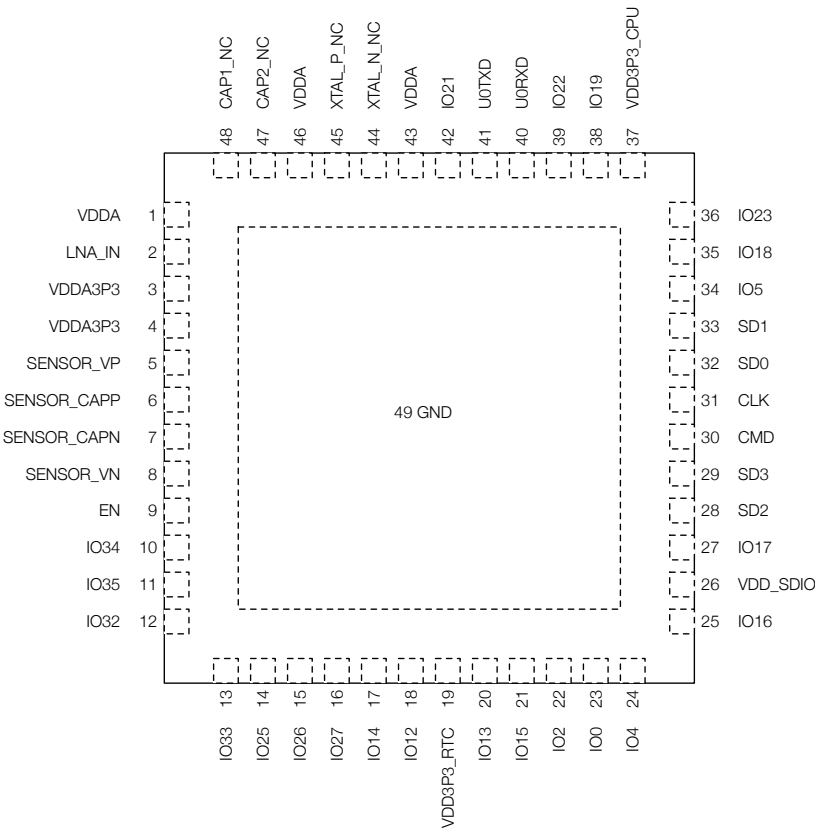 48 CAP1_NC
47 CAP2_NC
46 VDDA
45 XTAL_P_NC
44 XTAL_N_NC
43 VDDA
42 IO21
41 U0TXD
40 U0RXD
39 IO22
38 IO19
37 VDD3P3_CPU
VDDA 1
LNA_IN 2
VDDA3P3 3
VDDA3P3 4
SENSOR_VP 5
SENSOR_CAPP 6
SENSOR_CAPN 7
SENSOR_VN 8
EN 9
IO34 10
IO35 11
IO32 12
49 GND
36 IO23
35 IO18
34 IO5
33 SD1
32 SD0
31 CLK
30 CMD
29 SD3
28 SD2
27 IO17
26 VDD_SDIO
25 IO16
IO33 13
IO25 14
IO26 15
IO27 16
IO14 17
IO12 18
VDD3P3_RTC 19
IO13 20
IO15 21
IO2 22
IO0 23
IO4 24